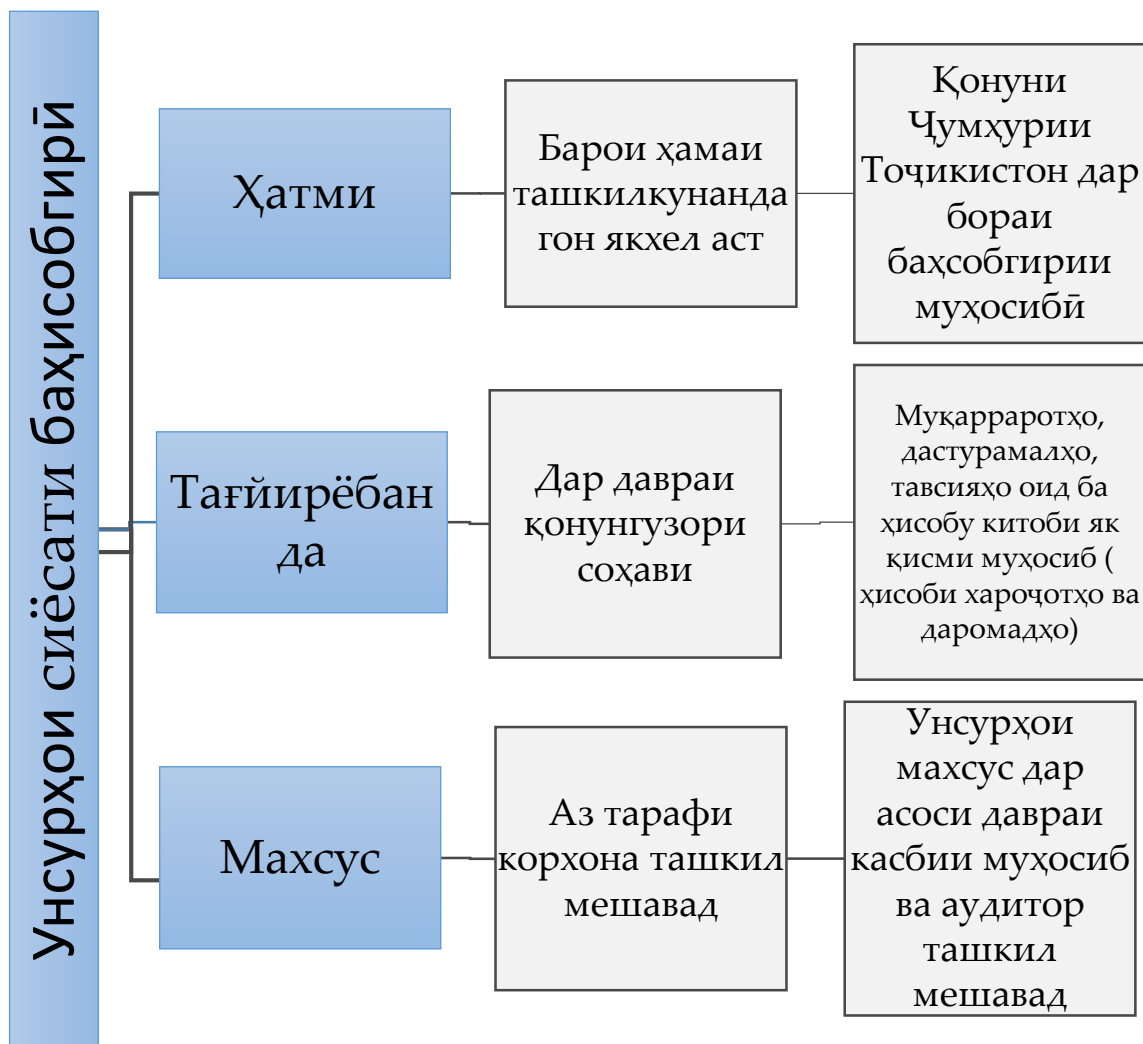 Унсурҳои сиёсати баҳисобгирӣ
Ҳатми
Барои ҳамаи
ташкилкунанда
гон якхел аст
Қонуни
Ҷумҳурии
Тоҷикистон дар
бораи
баҳсобгирии
муҳосибӣ
Тағйирёбан
да
Дар давраи
қонунгузори
соҳави
Муқарраротҳо,
дастурамалҳо,
тавсияҳо оид ба
ҳисобу китоби як
қисми муҳосиб (
ҳисоби хароҷотҳо ва
даромадҳо)
Махсус
Аз тарафи
корхона ташкил
мешавад
Унсурҳои
махсус дар
асоси давраи
касбии муҳосиб
ва аудитор
ташкил
мешавад